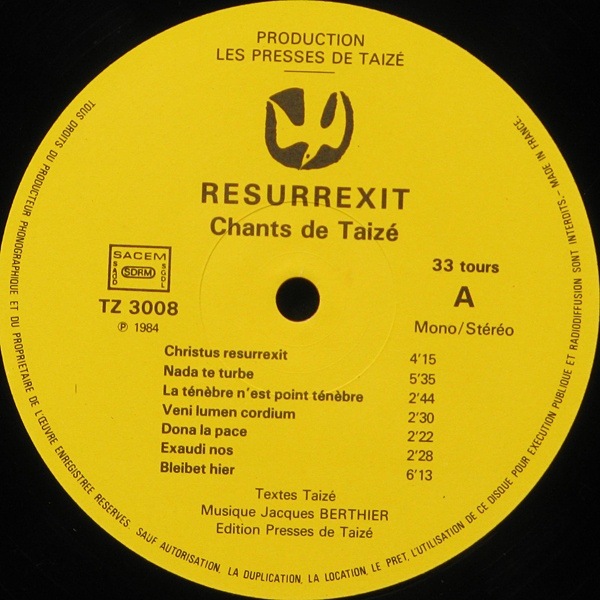 PRODUCTION
LES PRESSES DE TAIZÉ
RESURREXIT
Chants de Taizé
SACEM
SACD
SDRM
SGDL
TZ 3008
℗ 1984
33 tours
A
Mono/Stéréo
Christus resurrexit 4'15
Nada te turbe 5'35
La ténèbre n'est point ténèbre 2'44
Veni lumen cordium 2'30
Dona la pace 2'22
Exaudi nos 2'28
Bleibet hier 6'13
Textes Taizé
Musique Jacques BERTHIER
Edition Presses de Taizé
TOUS DROITS DU PRODUCTEUR PHONOGRAPHIQUE ET DU PROPRIETAIRE DE L'ŒUVRE ENREGISTREE RESERVES. SAUF AUTORISATION, LA DUPLICATION, LA LOCATION, LE PRET, L'UTILISATION DE CE DISQUE POUR EXECUTION PUBLIQUE ET RADIODIFFUSION SONT INTERDITS.- MADE IN FRANCE.